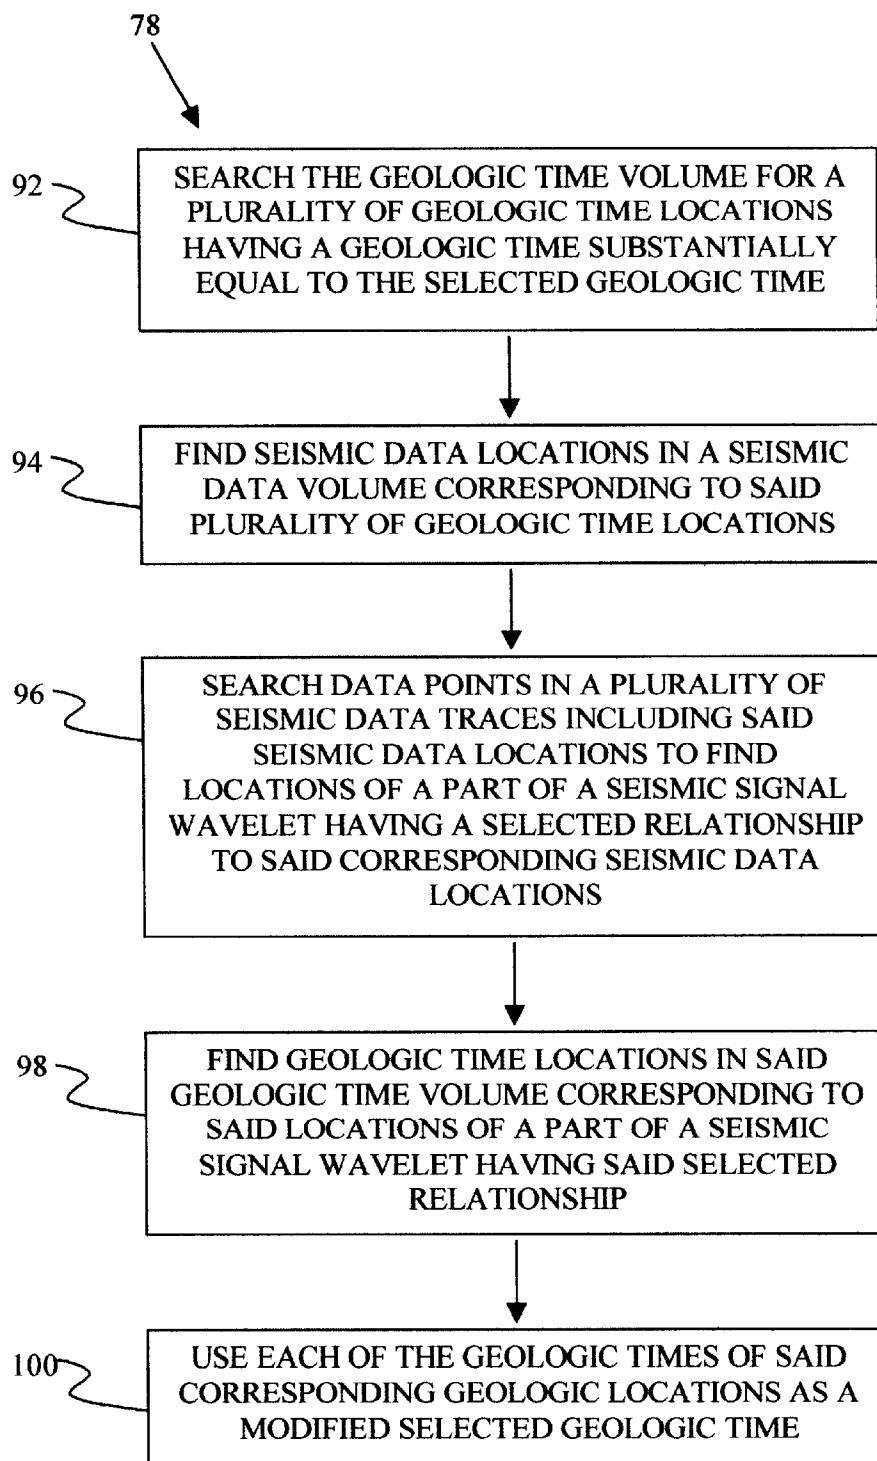 78
92
SEARCH THE GEOLOGIC TIME VOLUME FOR A
PLURALITY OF GEOLOGIC TIME LOCATIONS
HAVING A GEOLOGIC TIME SUBSTANTIALLY
EQUAL TO THE SELECTED GEOLOGIC TIME
94
FIND SEISMIC DATA LOCATIONS IN A SEISMIC
DATA VOLUME CORRESPONDING TO SAID
PLURALITY OF GEOLOGIC TIME LOCATIONS
96
SEARCH DATA POINTS IN A PLURALITY OF
SEISMIC DATA TRACES INCLUDING SAID
SEISMIC DATA LOCATIONS TO FIND
LOCATIONS OF A PART OF A SEISMIC SIGNAL
WAVELET HAVING A SELECTED RELATIONSHIP
TO SAID CORRESPONDING SEISMIC DATA
LOCATIONS
98
FIND GEOLOGIC TIME LOCATIONS IN SAID
GEOLOGIC TIME VOLUME CORRESPONDING TO
SAID LOCATIONS OF A PART OF A SEISMIC
SIGNAL WAVELET HAVING SAID SELECTED
RELATIONSHIP
100
USE EACH OF THE GEOLOGIC TIMES OF SAID
CORRESPONDING GEOLOGIC LOCATIONS AS A
MODIFIED SELECTED GEOLOGIC TIME